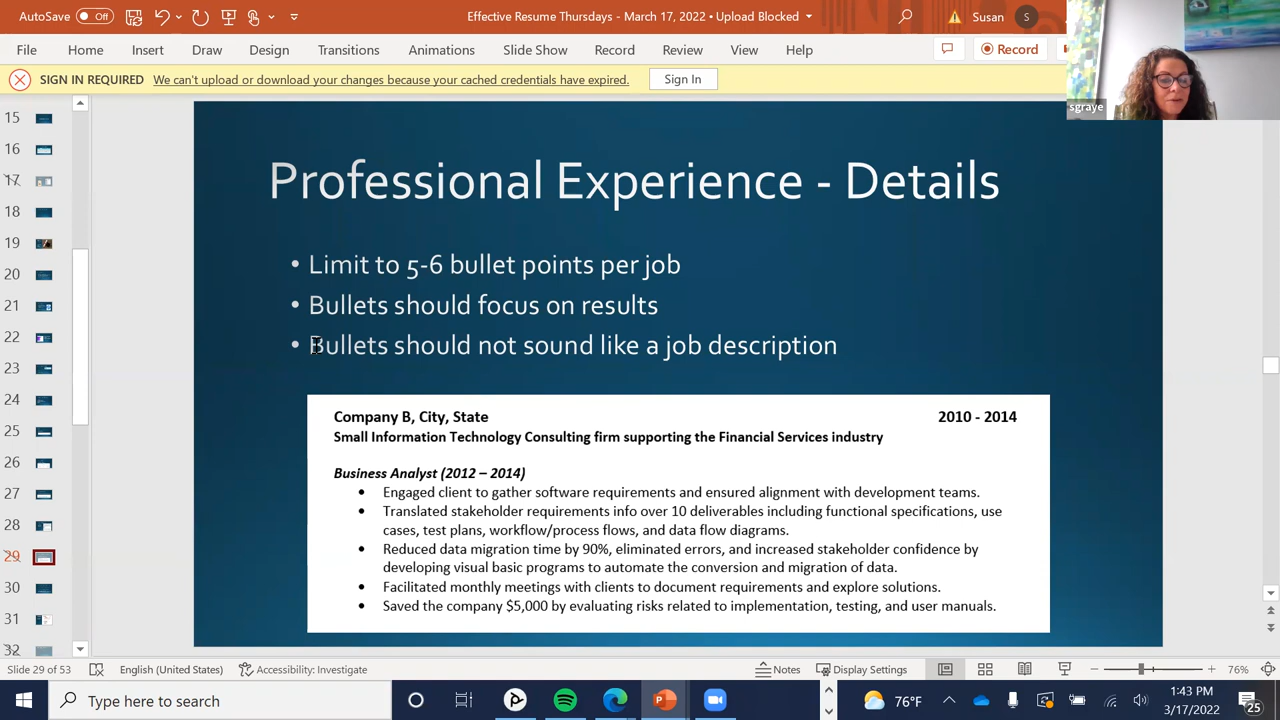 AutoSave Off
Effective Resume Thursdays - March 17, 2022 • Upload Blocked
Susan S
File Home Insert Draw Design Transitions Animations Slide Show Record Review View Help
Record
SIGN IN REQUIRED We can't upload or download your changes because your cached credentials have expired. Sign In
sgraye
15
16
17
18
19
20
21
22
23
24
25
26
27
28
29
30
31
32
Professional Experience - Details
• Limit to 5-6 bullet points per job
• Bullets should focus on results
• Bullets should not sound like a job description
Company B, City, State 2010 - 2014
Small Information Technology Consulting firm supporting the Financial Services industry
Business Analyst (2012 – 2014)
• Engaged client to gather software requirements and ensured alignment with development teams.
• Translated stakeholder requirements info over 10 deliverables including functional specifications, use
cases, test plans, workflow/process flows, and data flow diagrams.
• Reduced data migration time by 90%, eliminated errors, and increased stakeholder confidence by
developing visual basic programs to automate the conversion and migration of data.
• Facilitated monthly meetings with clients to document requirements and explore solutions.
• Saved the company $5,000 by evaluating risks related to implementation, testing, and user manuals.
Slide 29 of 53 English (United States) Accessibility: Investigate Notes Display Settings 76%
Type here to search
76°F
1:43 PM
3/17/2022
25